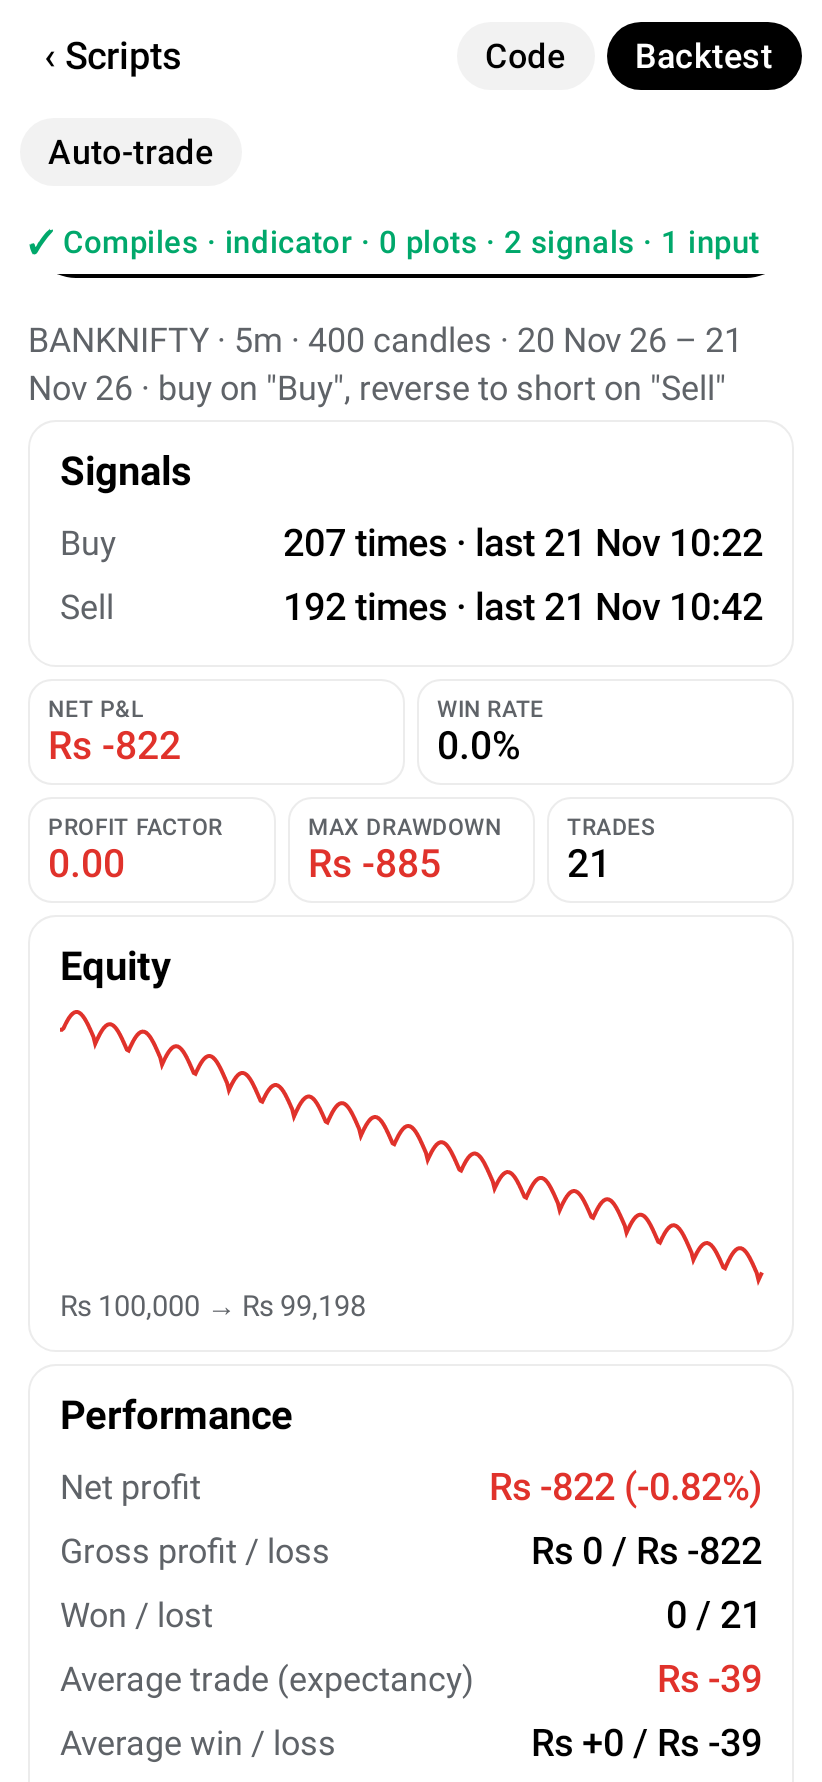 ‹ Scripts
Code
Backtest
Auto-trade
✓ Compiles · indicator · 0 plots · 2 signals · 1 input
BANKNIFTY · 5m · 400 candles · 20 Nov 26 – 21
Nov 26 · buy on "Buy", reverse to short on "Sell"
Signals
Buy 207 times · last 21 Nov 10:22
Sell 192 times · last 21 Nov 10:42
NET P&L
Rs -822
WIN RATE
0.0%
PROFIT FACTOR
0.00
MAX DRAWDOWN
Rs -885
TRADES
21
Equity
Rs 100,000 → Rs 99,198
Performance
Net profit Rs -822 (-0.82%)
Gross profit / loss Rs 0 / Rs -822
Won / lost 0 / 21
Average trade (expectancy) Rs -39
Average win / loss Rs +0 / Rs -39